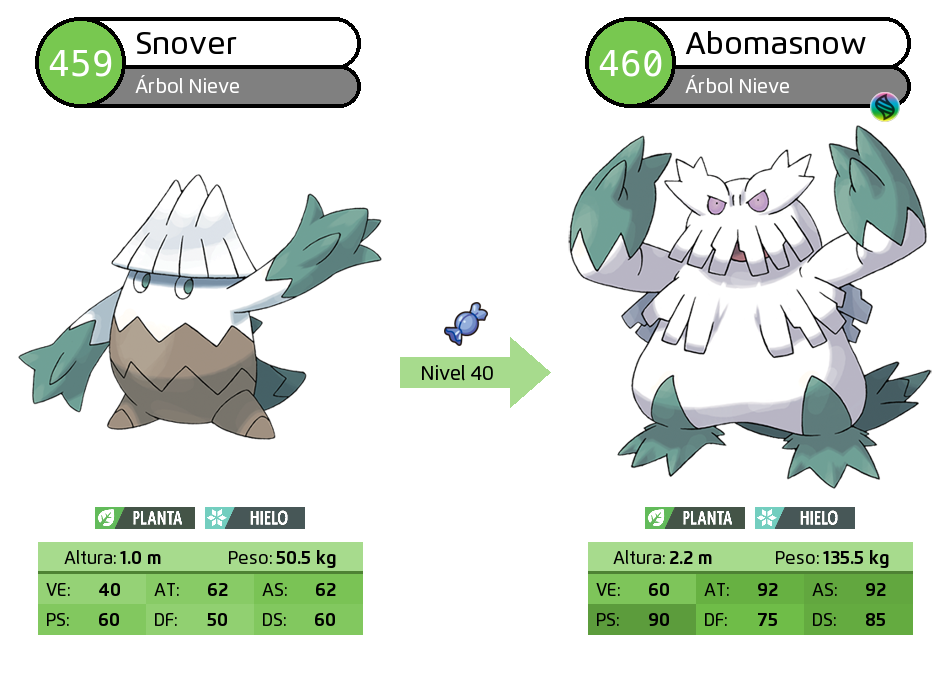 459 Snover
Árbol Nieve
460 Abomasnow
Árbol Nieve
Nivel 40
PLANTA HIELO
Altura: 1.0 m Peso: 50.5 kg
VE: 40 AT: 62 AS: 62
PS: 60 DF: 50 DS: 60
PLANTA HIELO
Altura: 2.2 m Peso: 135.5 kg
VE: 60 AT: 92 AS: 92
PS: 90 DF: 75 DS: 85